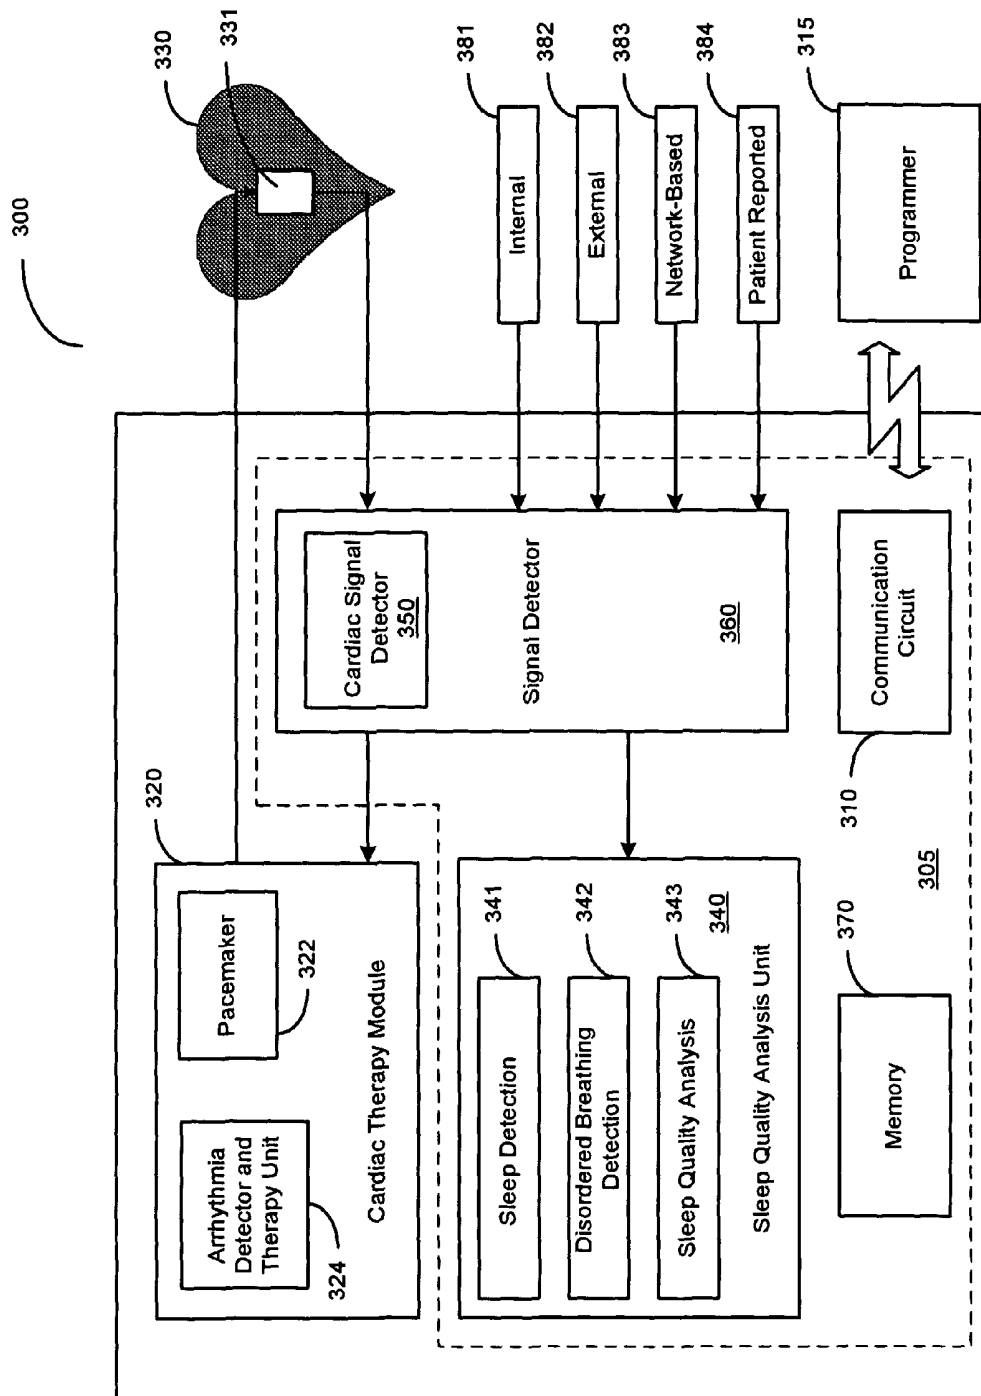 300
330
331
320
Arrhythmia
Detector and
Therapy Unit
324
Pacemaker
322
Cardiac Therapy Module
Cardiac Signal
Detector
350
Signal Detector
360
Sleep Detection
341
Disordered Breathing
Detection
342
Sleep Quality Analysis
343
340
Sleep Quality Analysis Unit
Internal
381
External
382
Network-Based
383
Patient Reported
384
Memory
370
305
Communication
Circuit
310
Programmer
315